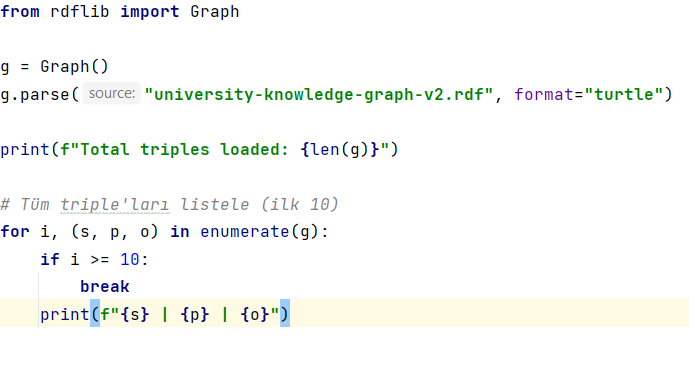 from rdflib import Graph
g = Graph()
g.parse( source: "university-knowledge-graph-v2.rdf", format="turtle")
print(f"Total triples loaded: {len(g)}")
# Tüm triple'ları listele (ilk 10)
for i, (s, p, o) in enumerate(g):
    if i >= 10:
        break
    print(f"{s} | {p} | {o}")